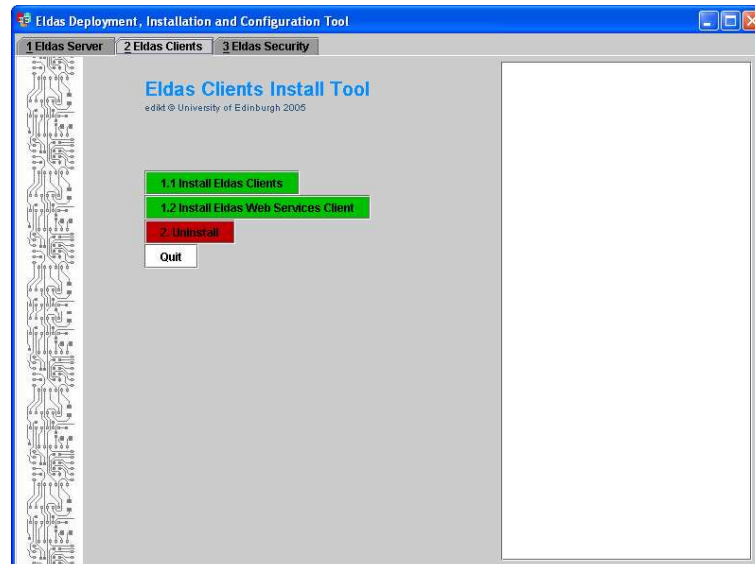 Eldas Deployment, Installation and Configuration Tool
1 Eldas Server 2 Eldas Clients 3 Eldas Security
Eldas Clients Install Tool
edikt © University of Edinburgh 2005
1.1 Install Eldas Clients
1.2 Install Eldas Web Services Client
2. Uninstall
Quit